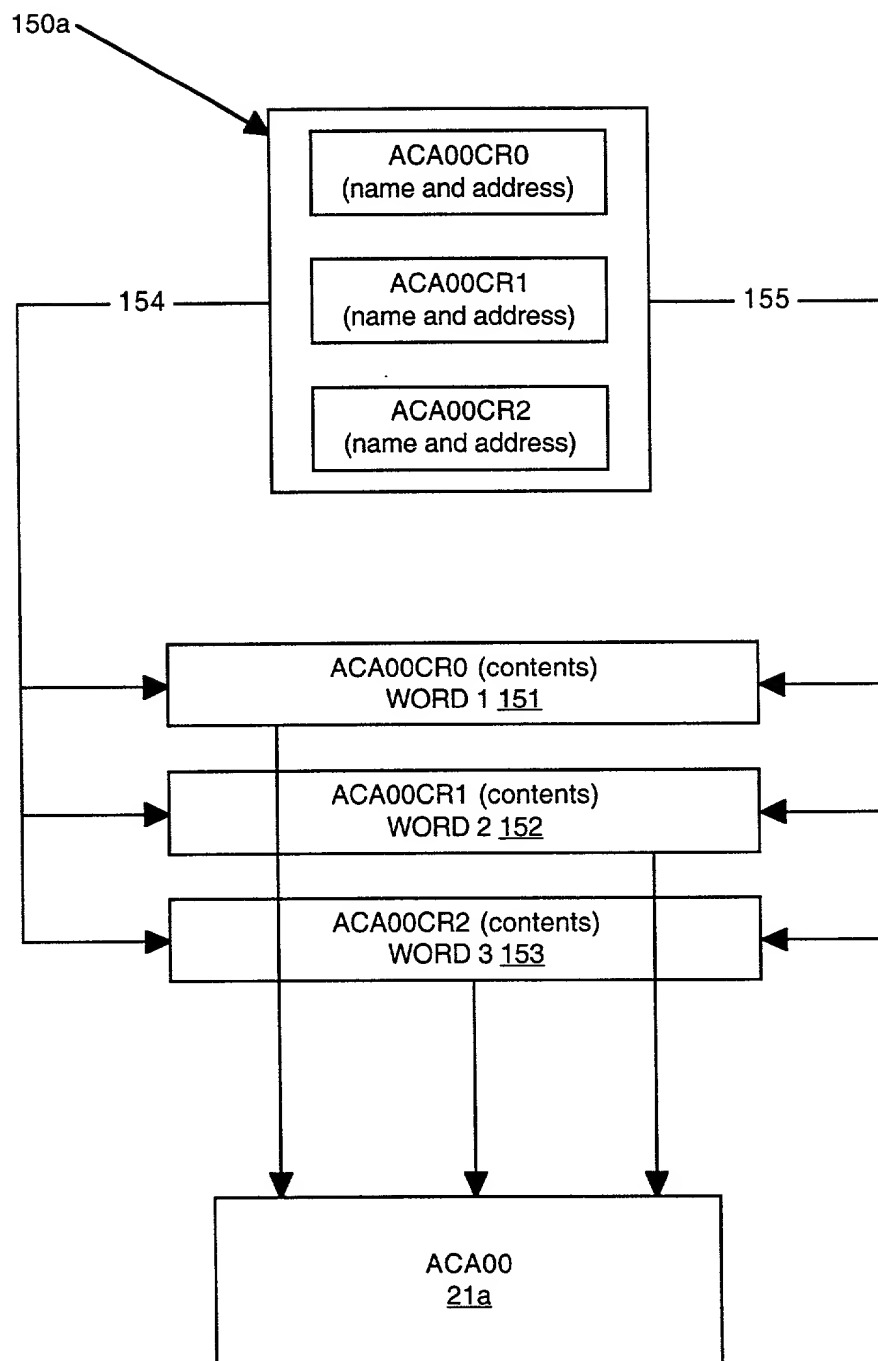 150a
ACA00CR0
(name and address)
ACA00CR1
(name and address)
154
155
ACA00CR2
(name and address)
ACA00CR0 (contents)
WORD 1 151
ACA00CR1 (contents)
WORD 2 152
ACA00CR2 (contents)
WORD 3 153
ACA00
21a